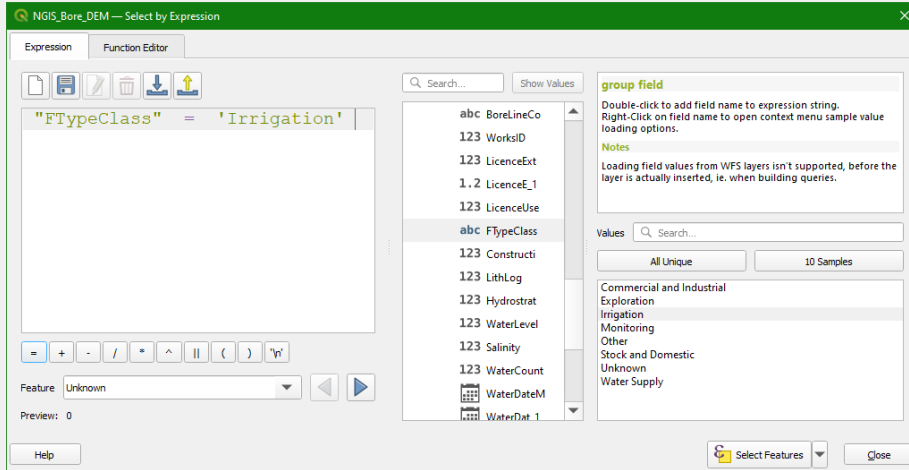 NGIS_Bore_DEM — Select by Expression
Expression
Function Editor
"FTypeClass" = 'Irrigation'
= + - / * ^ || ( ) '\n'
Feature Unknown
Preview: 0
Search...
Show Values
abc BoreLineCo
123 WorksID
123 LicenceExt
1.2 LicenceE_1
123 LicenceUse
abc FTypeClass
123 Constructi
123 LithLog
123 Hydrostrat
123 WaterLevel
123 Salinity
123 WaterCount
WaterDateM
WaterDat_1
group field
Double-click to add field name to expression string.
Right-Click on field name to open context menu sample value
loading options.
Notes
Loading field values from WFS layers isn't supported, before the
layer is actually inserted, ie. when building queries.
Values Search...
All Unique
10 Samples
Commercial and Industrial
Exploration
Irrigation
Monitoring
Other
Stock and Domestic
Unknown
Water Supply
Help
Select Features
Close